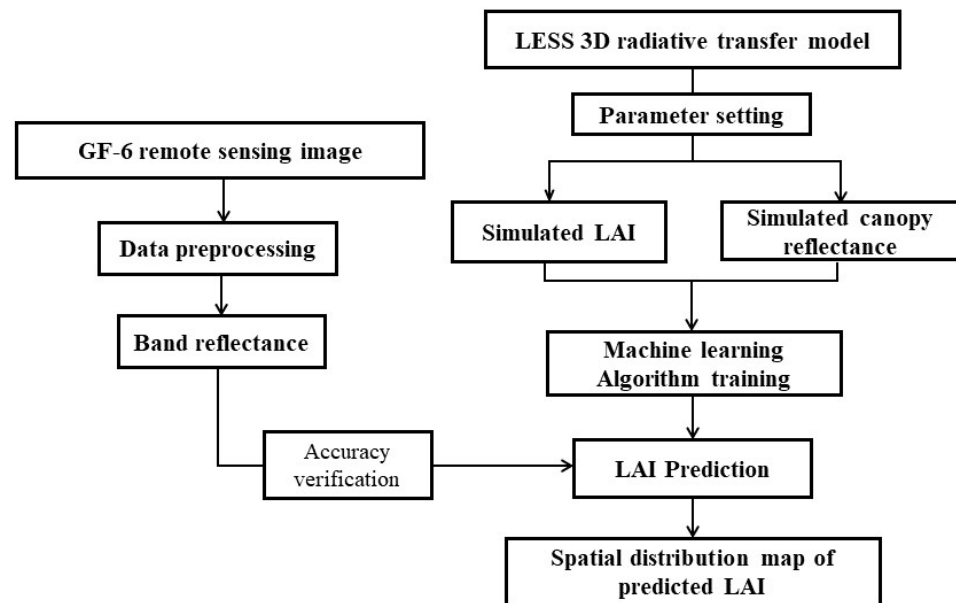 LESS 3D radiative transfer model
Parameter setting
GF-6 remote sensing image
Simulated LAI
Simulated canopy
reflectance
Data preprocessing
Band reflectance
Machine learning
Algorithm training
Accuracy
verification
LAI Prediction
Spatial distribution map of
predicted LAI